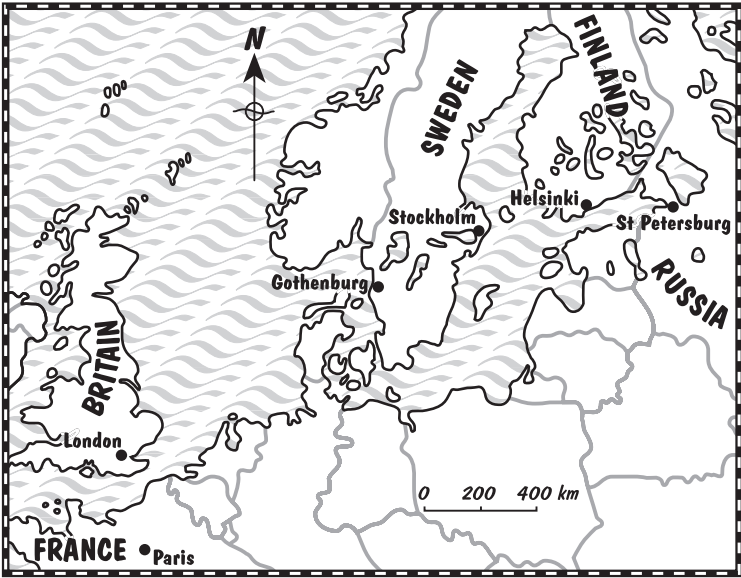 N
SWEDEN
FINLAND
Helsinki
Stockholm
St Petersburg
Gothenburg
RUSSIA
BRITAIN
London
0 200 400 km
FRANCE
Paris